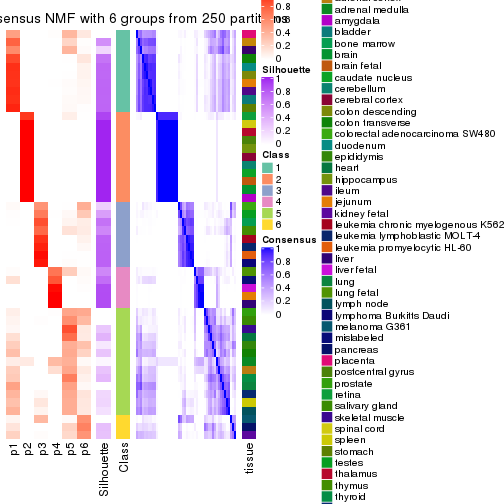 sensus NMF with 6 groups from 250 partitions
0.8
0.6
0.4
0.2
0
Silhouette
1
0.8
0.6
0.4
0.2
0
Class
1
2
3
4
5
6
Consensus
1
0.8
0.6
0.4
0.2
0
adrenal medulla
amygdala
bladder
bone marrow
brain
brain fetal
caudate nucleus
cerebellum
cerebral cortex
colon descending
colon transverse
colorectal adenocarcinoma SW480
duodenum
epididymis
heart
hippocampus
ileum
jejunum
kidney fetal
leukemia chronic myelogenous K562
leukemia lymphoblastic MOLT-4
leukemia promyelocytic HL-60
liver
liver fetal
lung
lung fetal
lymph node
lymphoma Burkitts Daudi
melanoma G361
mislabeled
pancreas
placenta
postcentral gyrus
prostate
retina
salivary gland
skeletal muscle
spinal cord
spleen
stomach
testes
thalamus
thymus
thyroid
p1
p2
p3
p4
p5
p6
Silhouette
Class
tissue